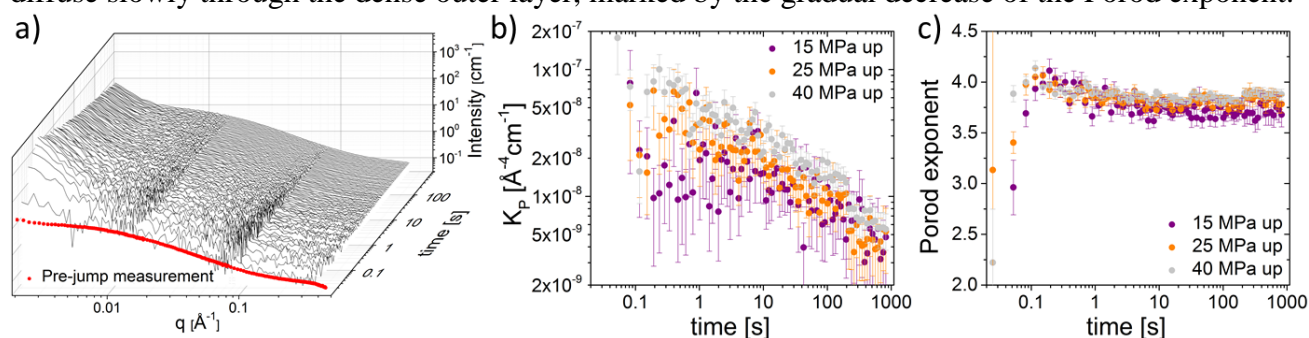 diffuse slowly through the dense outer layer, marked by the gradual decrease of the Porod exponent.
a)
Intensity [cm⁻¹]
10³
10²
10¹
10⁰
10⁻¹
100
10
1
0.1
time [s]
Pre-jump measurement
0.01
0.1
q [Å⁻¹]
b)
Kₚ [Å⁻⁴cm⁻¹]
2x10⁻⁷
1x10⁻⁷
5x10⁻⁸
2x10⁻⁸
1x10⁻⁸
5x10⁻⁹
2x10⁻⁹
15 MPa up
25 MPa up
40 MPa up
0.1 1 10 100 1000
time [s]
c)
Porod exponent
4.5
4.0
3.5
3.0
2.5
2.0
15 MPa up
25 MPa up
40 MPa up
0.1 1 10 100 1000
time [s]